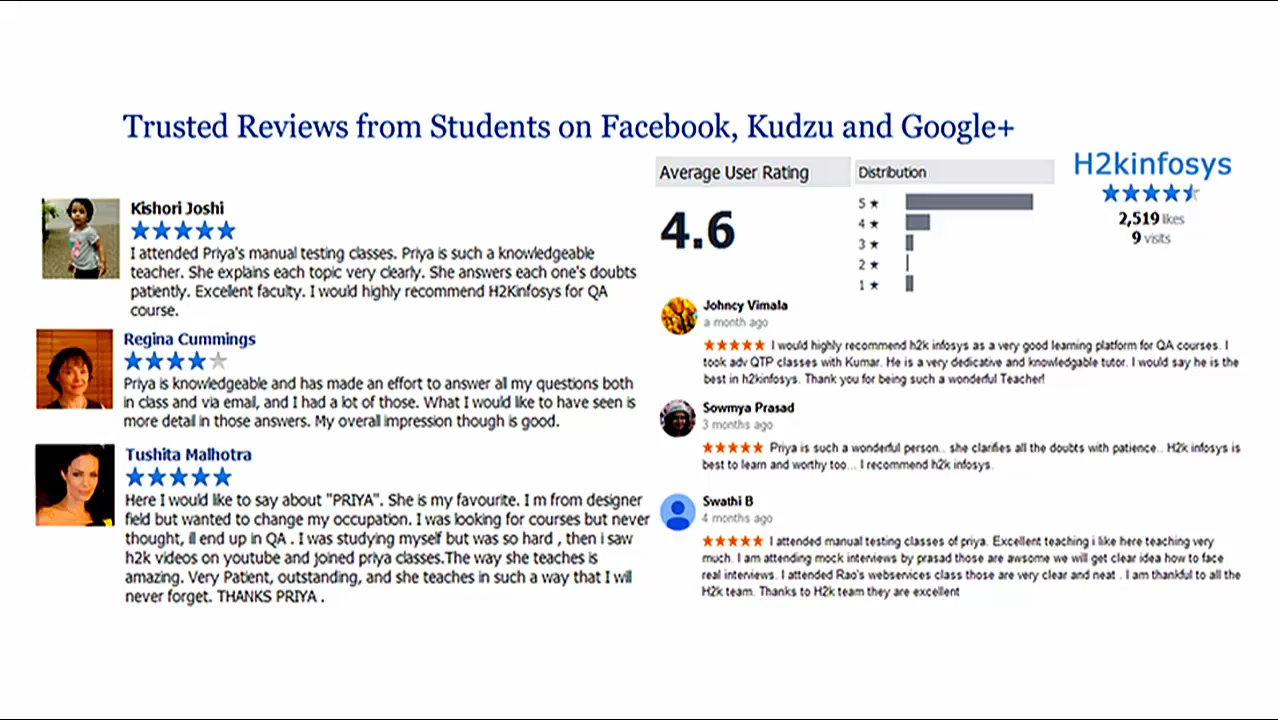 Trusted Reviews from Students on Facebook, Kudzu and Google+
Kishori Joshi
I attended Priya's manual testing classes. Priya is such a knowledgeable
teacher. She explains each topic very clearly. She answers each one's doubts
patiently. Excellent faculty. I would highly recommend H2Kinfosys for QA
course.
Regina Cummings
Priya is knowledgeable and has made an effort to answer all my questions both
in class and via email, and I had a lot of those. What I would like to have seen is
more detail in those answers. My overall impression though is good.
Tushita Malhotra
Here I would like to say about "PRIYA". She is my favourite. I m from designer
field but wanted to change my occupation. I was looking for courses but never
thought, ill end up in QA . I was studying myself but was so hard , then i saw
h2k videos on youtube and joined priya classes.The way she teaches is
amazing. Very Patient, outstanding, and she teaches in such a way that I will
never forget. THANKS PRIYA .
Average User Rating
4.6
Distribution
5 ★
4 ★
3 ★
2 ★
1 ★
H2kinfosys
2,519 likes
9 visits
Johncy Vimala
a month ago
I would highly recommend h2k infosys as a very good learning platform for QA courses. I
took adv QTP classes with Kumar. He is a very dedicative and knowledgable tutor. I would say he is the
best in h2kinfosys. Thank you for being such a wonderful Teacher!
Sowmya Prasad
3 months ago
Priya is such a wonderful person.. she clarifies all the doubts with patience.. H2k infosys is
best to learn and worthy too... I recommend h2k infosys.
Swathi B
4 months ago
I attended manual testing classes of priya. Excellent teaching i like here teaching very
much. I am attending mock interviews by prasad those are awsome we will get clear idea how to face
real interviews. I attended Rao's webservices class those are very clear and neat . I am thankful to all the
H2k team. Thanks to H2k team they are excellent